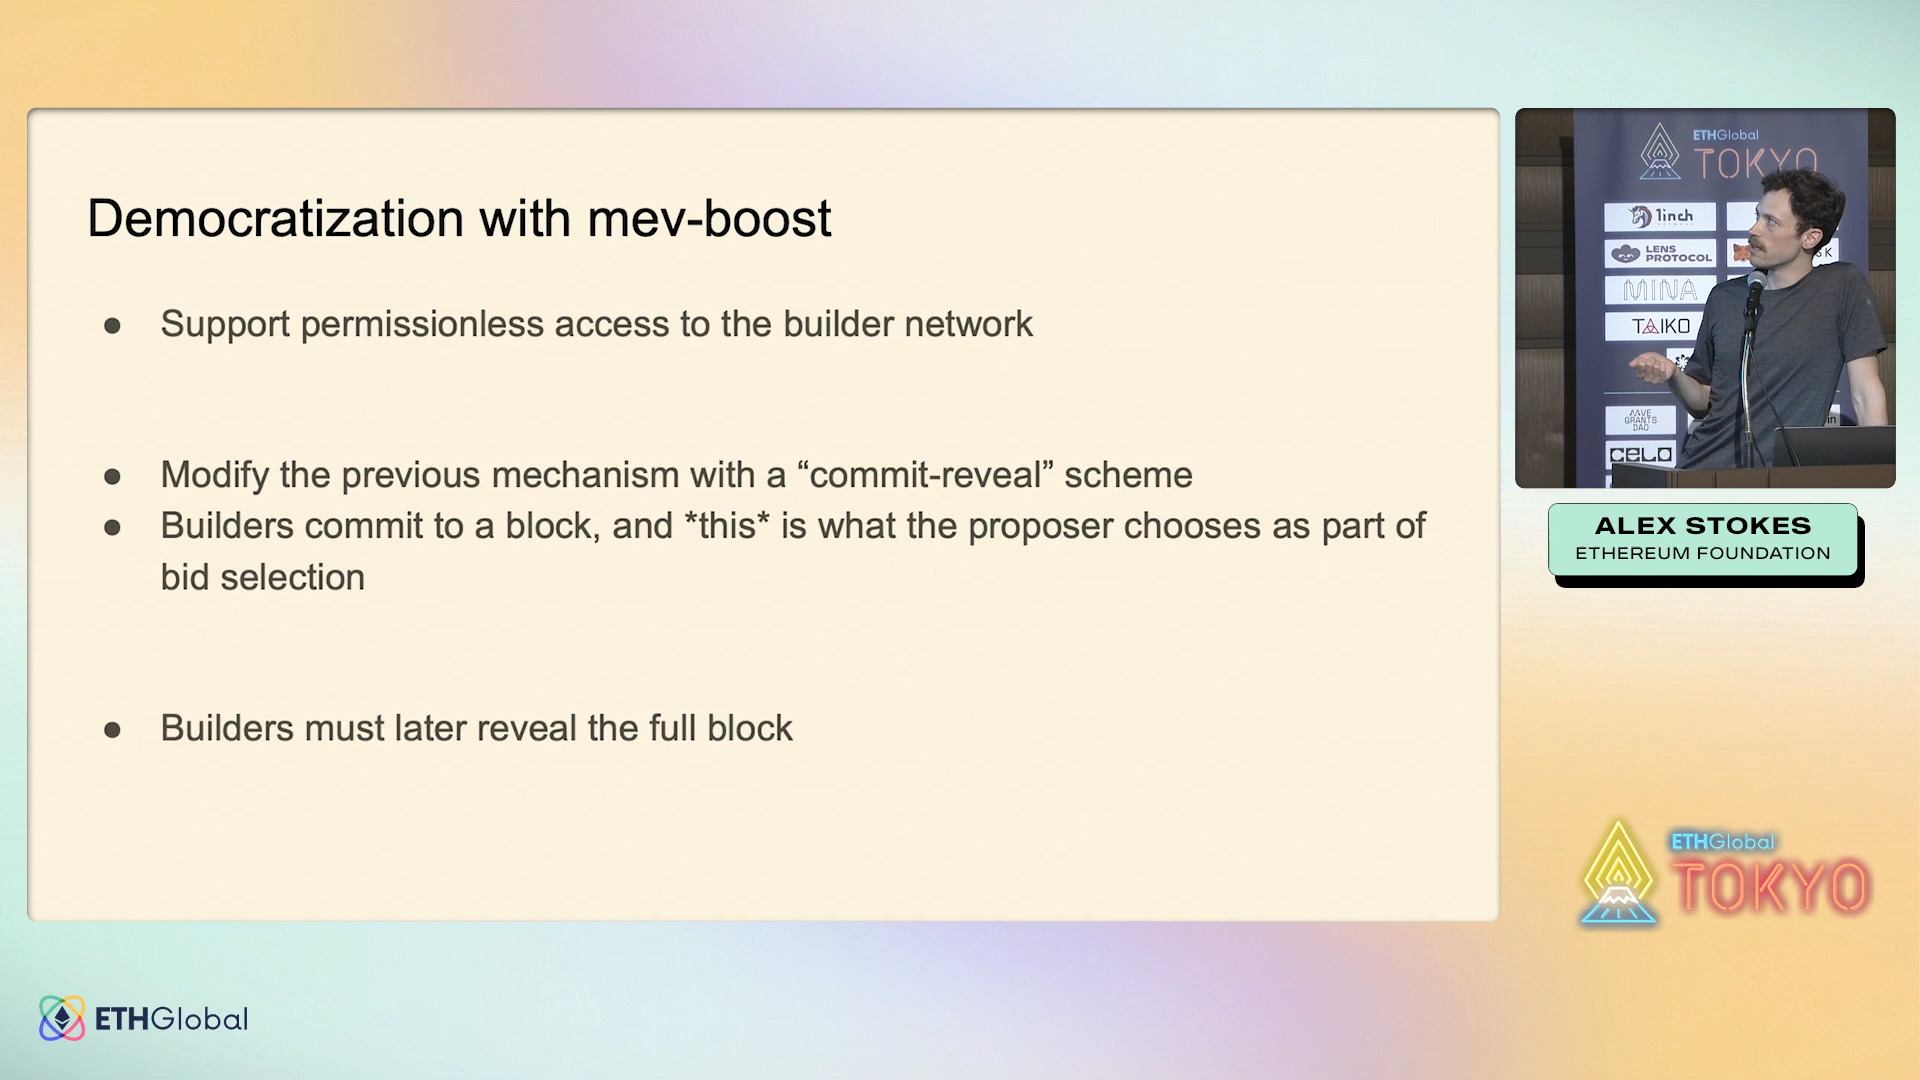 Democratization with mev-boost
● Support permissionless access to the builder network
● Modify the previous mechanism with a “commit-reveal” scheme
● Builders commit to a block, and *this* is what the proposer chooses as part of
bid selection
● Builders must later reveal the full block
ETHGlobal
TOKYO
1inch
LENS
PROTOCOL
MINA
TAIKO
GRANTS
DAO
CELO
ALEX STOKES
ETHEREUM FOUNDATION
ETHGlobal
TOKYO
ETHGlobal